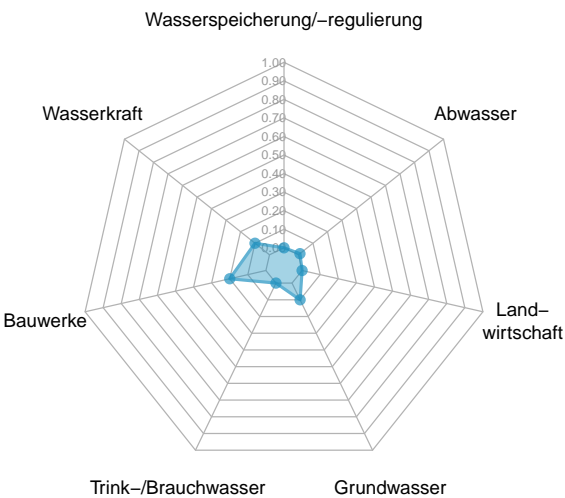 Wasserspeicherung/−regulierung
1.00
0.90
0.80
0.70
0.60
0.50
0.40
0.30
0.20
0.10
Wasserkraft
Abwasser
Bauwerke
Land−
wirtschaft
Trink−/Brauchwasser
Grundwasser